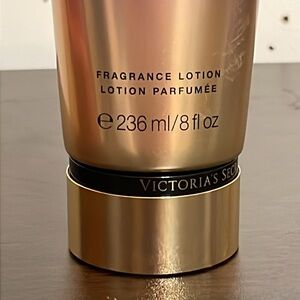 FRAGRANCE LOTION
LOTION PARFUMÉE
℮ 236 ml/8 fl oz
VICTORIA'S